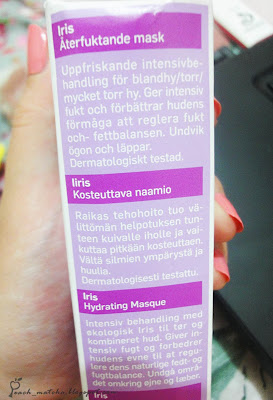 Iris
Återfuktande mask
Uppfriskande intensivbe-
handling för blandhy/torr/
mycket torr hy. Ger intensiv
fukt och förbättrar hudens
förmåga att reglera fukt
och- fettbalansen. Undvik
ögon och läppar.
Dermatologiskt testad.
Iris
Kosteuttava naamio
Raikas tehohoito tuo vä-
littömän helpotuksen tun-
teen kuivalle iholle ja vai-
kuttaa pitkään kosteuttaen.
Vältä silmien ympärystä ja
huulia.
Dermatologisesti testattu.
Iris
Hydrating Masque
Intensiv behandling med
økologisk Iris til tør og
kombineret hud. Giver inten-
siv fugt og forbedrer
hudens evne til at regu-
lere dens naturlige fedt- og
fugtbalance. Undgå områ-
det omkring øjne og læber.
Iris